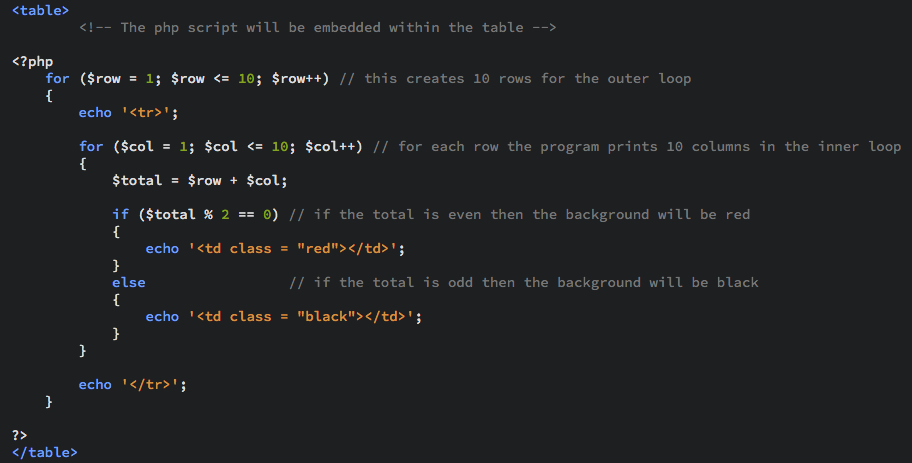 <table>
<!-- The php script will be embedded within the table -->
<?php
for ($row = 1; $row <= 10; $row++) // this creates 10 rows for the outer loop
{
echo '<tr>';
for ($col = 1; $col <= 10; $col++) // for each row the program prints 10 columns in the inner loop
{
$total = $row + $col;
if ($total % 2 == 0) // if the total is even then the background will be red
{
echo '<td class = "red"></td>';
}
else // if the total is odd then the background will be black
{
echo '<td class = "black"></td>';
}
}
echo '</tr>';
}
?>
</table>